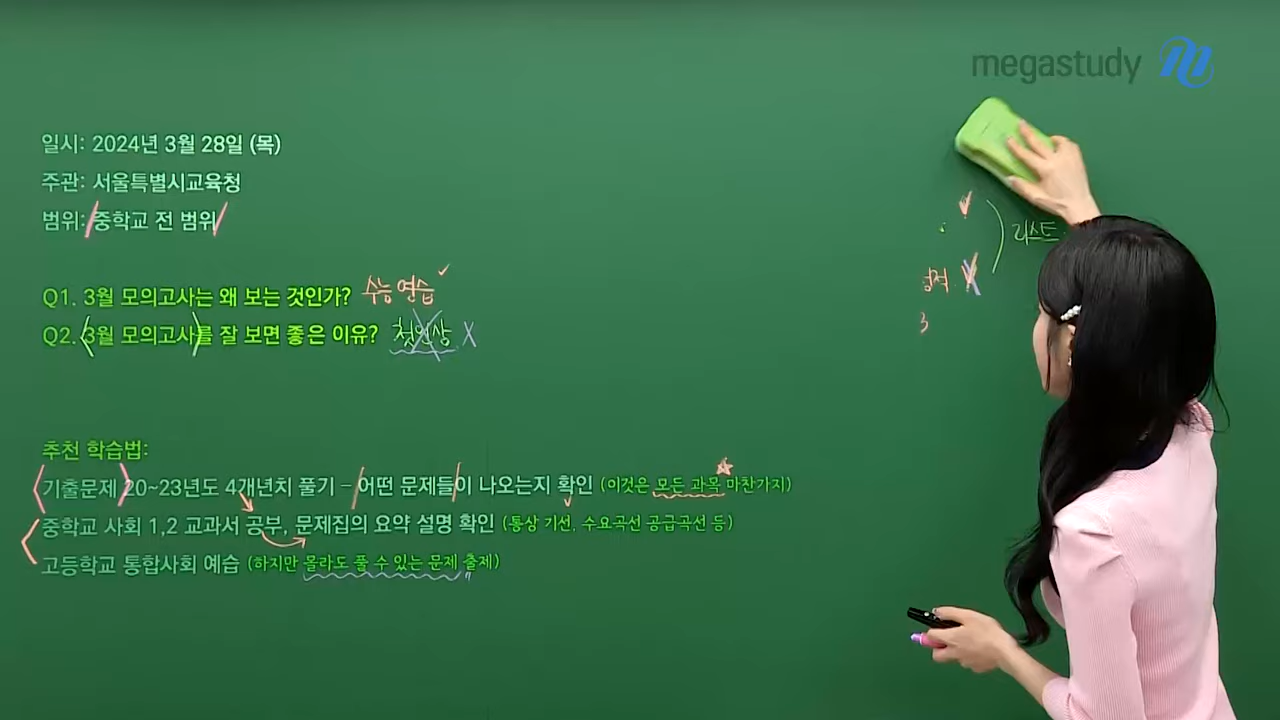 megastudy
일시: 2024년 3월 28일 (목)
주관: 서울특별시교육청
범위: 중학교 전 범위
Q1. 3월 모의고사는 왜 보는 것인가? 수능 연습
Q2. 3월 모의고사를 잘 보면 좋은 이유? 첫인상
리스트
3
추천 학습법:
기출문제 20~23년도 4개년치 풀기 – 어떤 문제들이 나오는지 확인 (이것은 모든 과목 마찬가지)
중학교 사회 1,2 교과서 공부, 문제집의 요약 설명 확인 (통상 기선, 수요곡선 공급곡선 등)
고등학교 통합사회 예습 (하지만 몰라도 풀 수 있는 문제 출제)